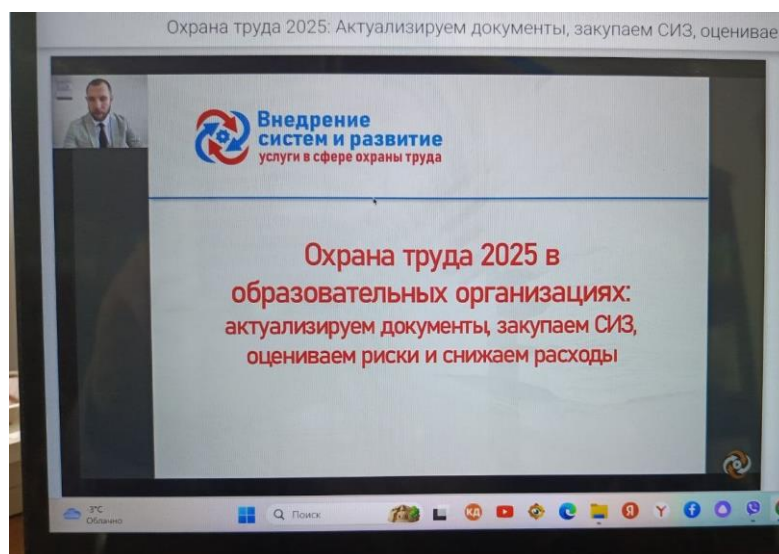 Охрана труда 2025: Актуализируем документы, закупаем СИЗ, оценивае
Внедрение
систем и развитие
услуги в сфере охраны труда
Охрана труда 2025 в
образовательных организациях:
актуализируем документы, закупаем СИЗ,
оцениваем риски и снижаем расходы
-3°C
Облачно
Поиск
КД
Я
Y